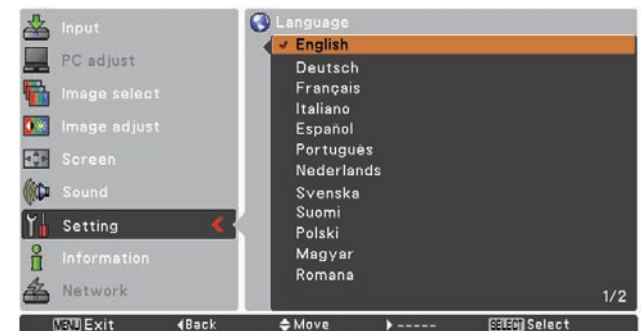 Input
PC adjust
Image select
Image adjust
Screen
Sound
Setting
Information
Network
Language
English
Deutsch
Français
Italiano
Español
Português
Nederlands
Svenska
Suomi
Polski
Magyar
Romana
1/2
MENU Exit ◀Back Move ▶ ----- SELECT Select